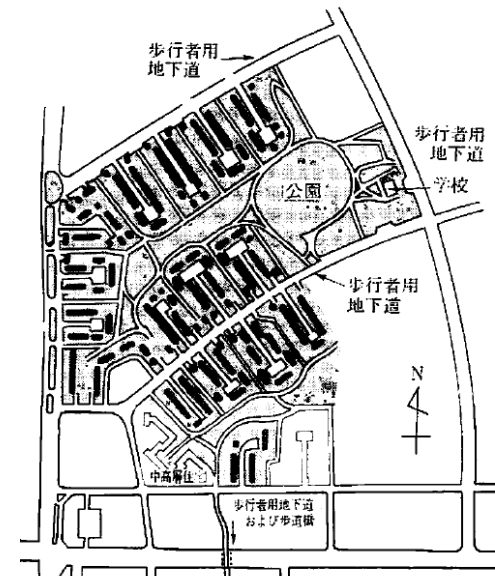 歩行者用
地下道
歩行者用
地下道
学校
公園
歩行者用
地下道
N
中高層住宅
歩行者用地下道
および歩道橋